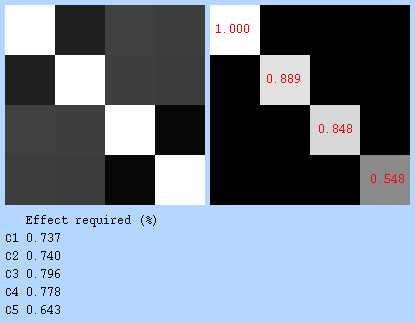 1.000
0.889
0.848
0.548
Effect required (%)
c1 0.737
c2 0.740
c3 0.796
c4 0.778
c5 0.643